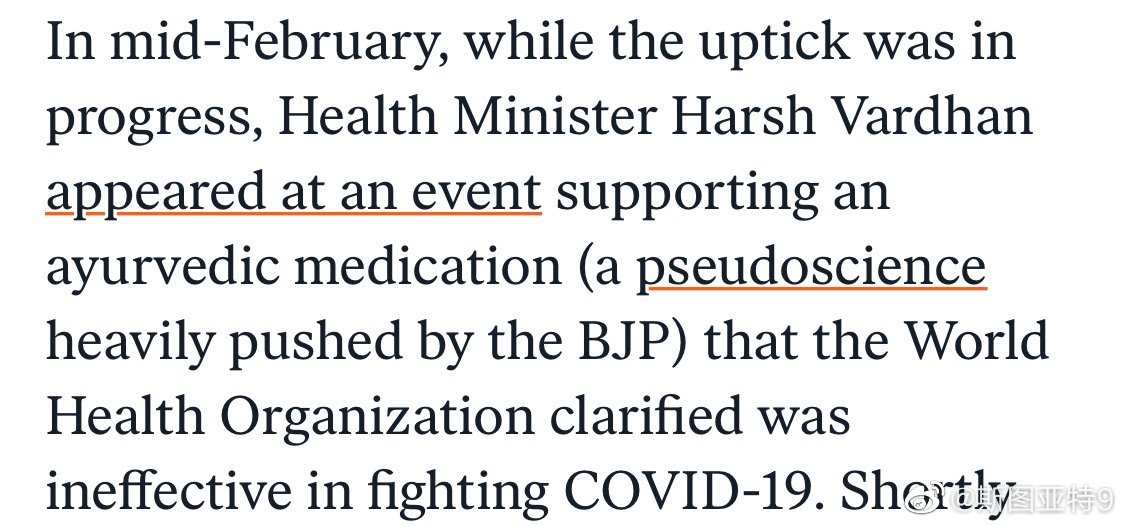 In mid-February, while the uptick was in
progress, Health Minister Harsh Vardhan
appeared at an event supporting an
ayurvedic medication (a pseudoscience
heavily pushed by the BJP) that the World
Health Organization clarified was
ineffective in fighting COVID-19. Shortly
@斯图亚特9